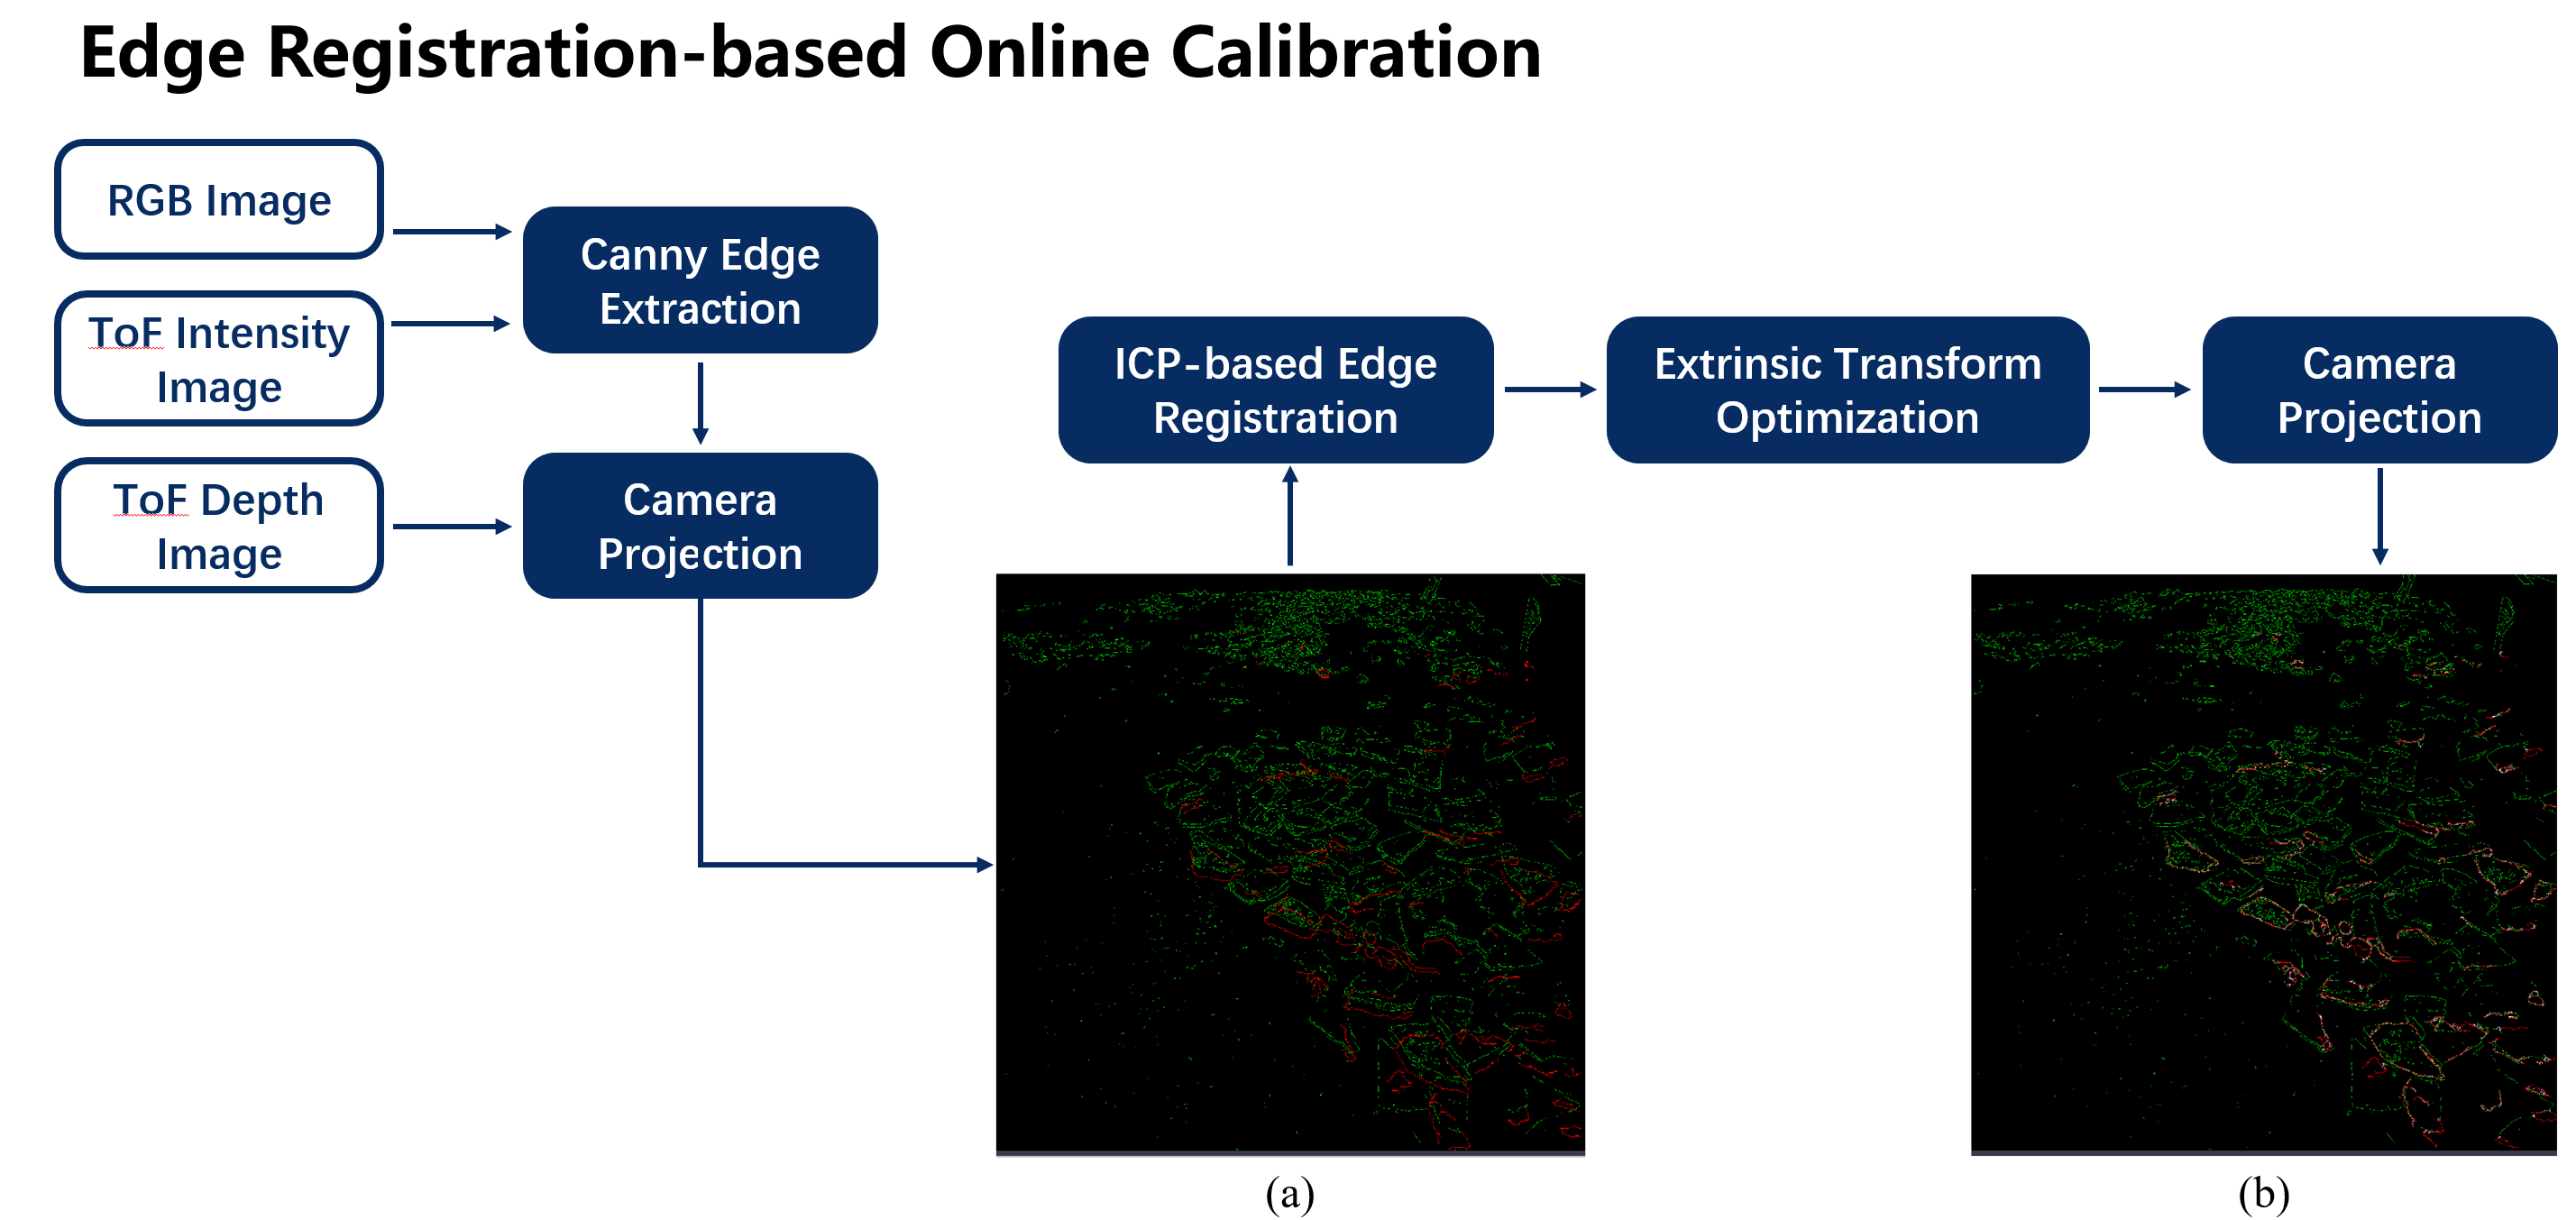 Edge Registration-based Online Calibration
RGB Image
ToF Intensity
Image
ToF Depth
Image
Canny Edge
Extraction
Camera
Projection
ICP-based Edge
Registration
Extrinsic Transform
Optimization
Camera
Projection
(a)
(b)